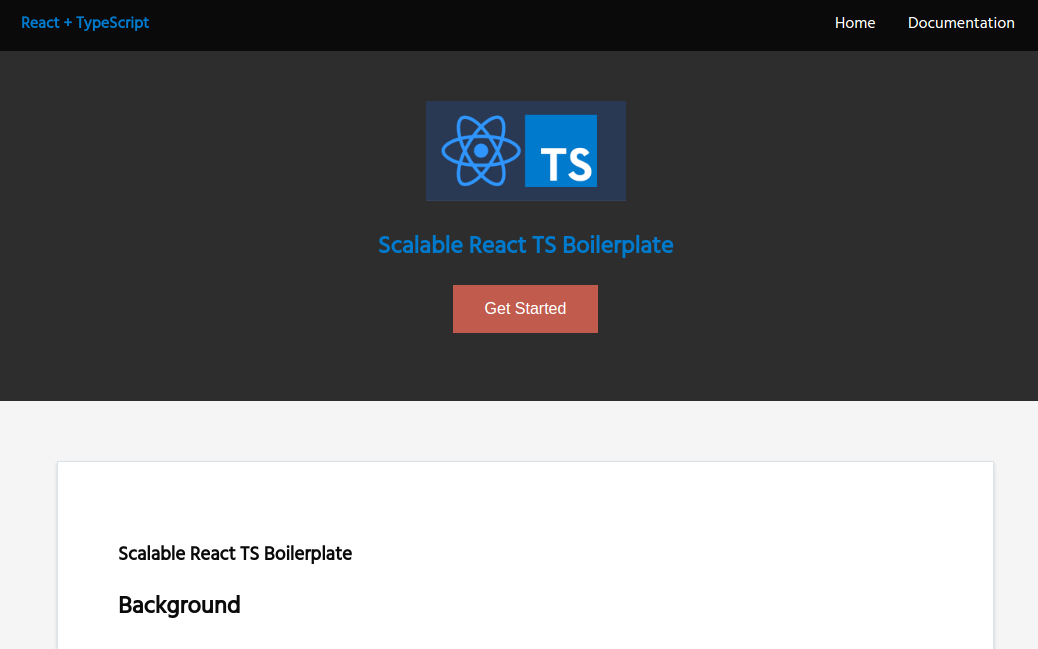 React + TypeScript
Home
Documentation
TS
Scalable React TS Boilerplate
Get Started
Scalable React TS Boilerplate
Background